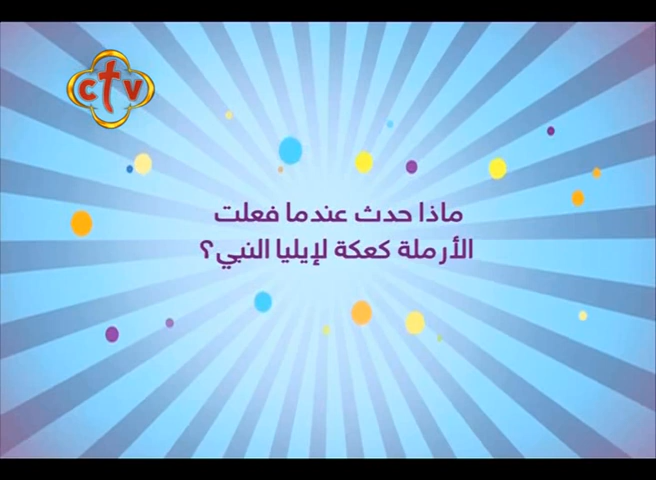 ctv
ماذا حدث عندما فعلت
الأرملة كعكة لإيليا النبي؟